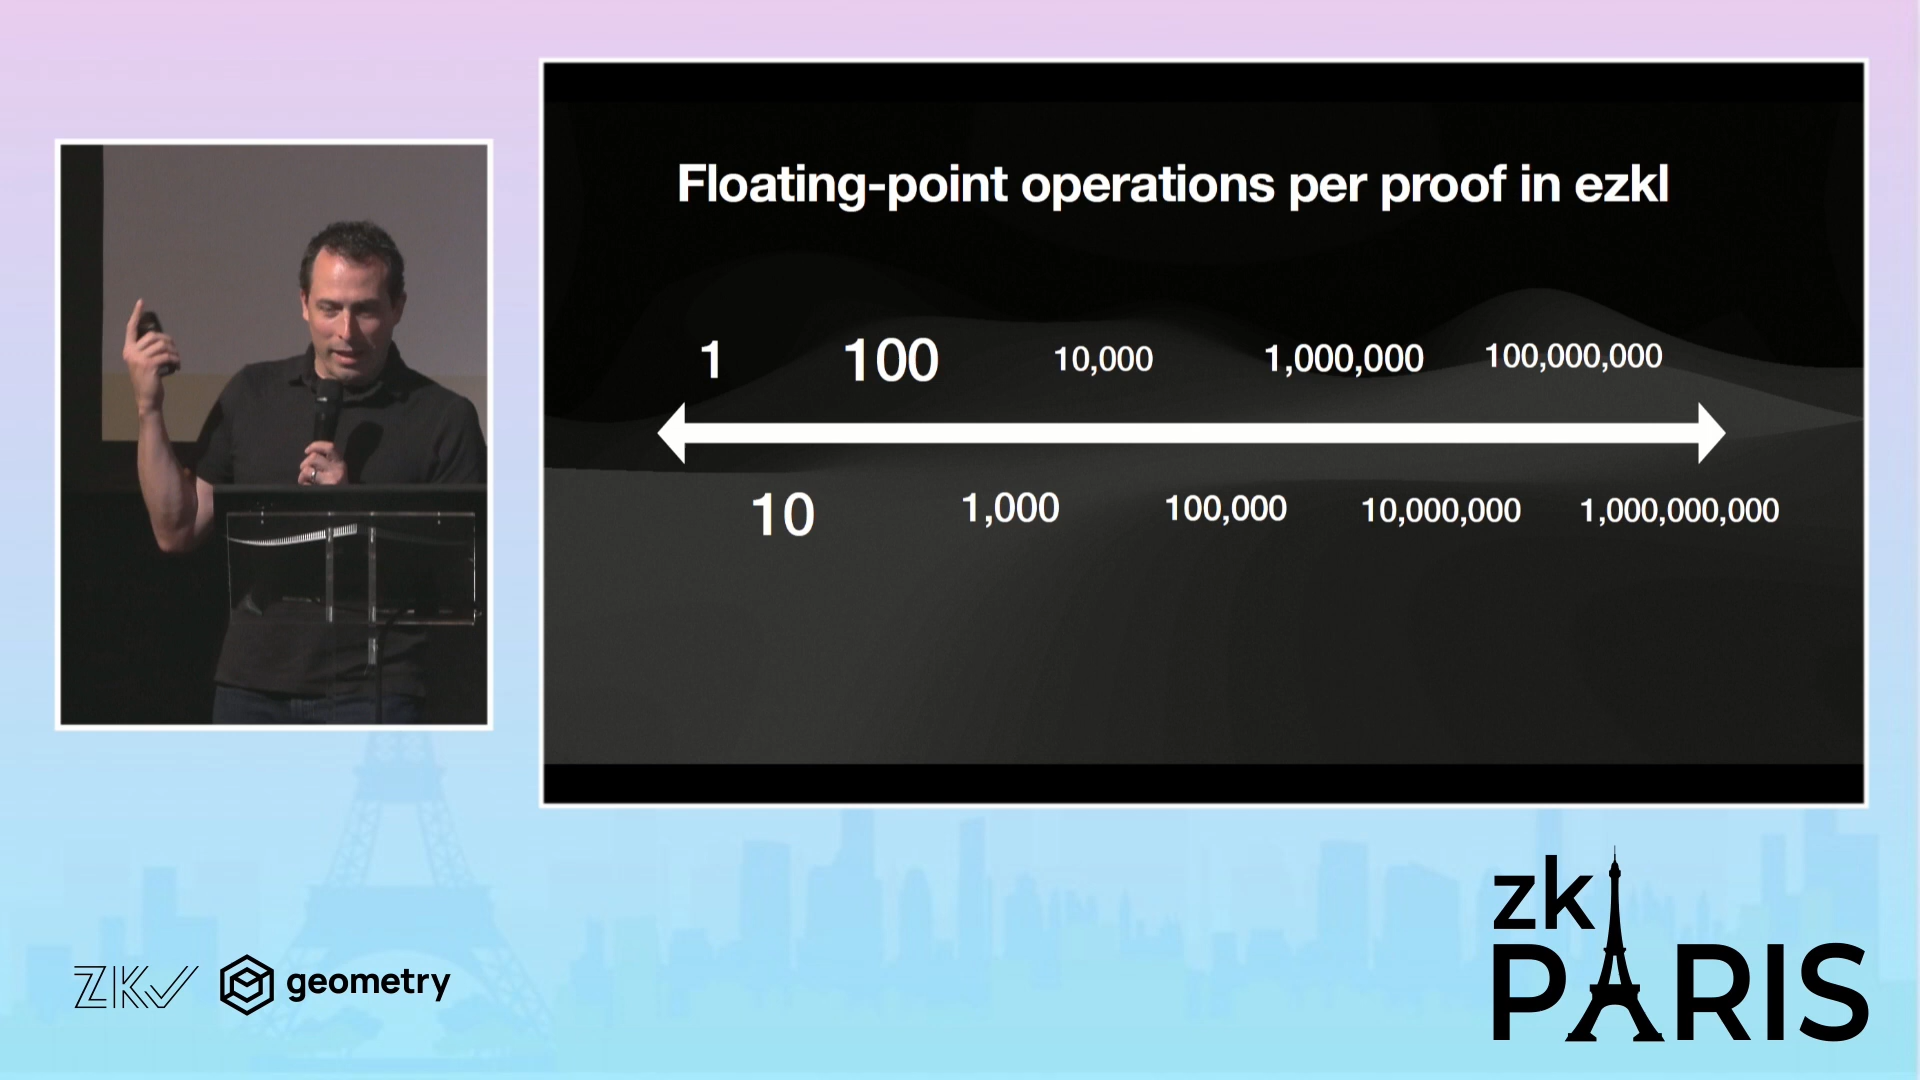 Floating-point operations per proof in ezkl
1 100 10,000 1,000,000 100,000,000
10 1,000 100,000 10,000,000 1,000,000,000
ZKV
geometry
zk
PARIS